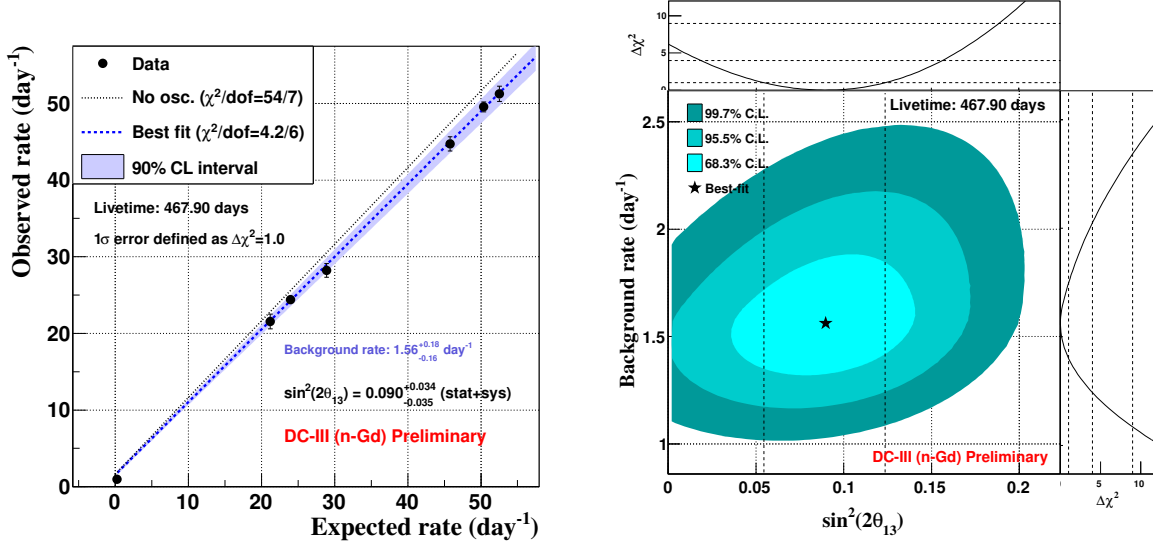 Observed rate (day⁻¹)
Data
No osc. (χ²/dof=54/7)
Best fit (χ²/dof=4.2/6)
90% CL interval
Livetime: 467.90 days
1σ error defined as Δχ²=1.0
Background rate: 1.56 +0.18 -0.16 day⁻¹
sin²(2θ₁₃) = 0.090 +0.034 -0.035 (stat+sys)
DC-III (n-Gd) Preliminary
60
50
40
30
20
10
0
0 10 20 30 40 50
Expected rate (day⁻¹)
Δχ²
10
5
0
99.7% C.L.
95.5% C.L.
68.3% C.L.
Best-fit
Livetime: 467.90 days
Background rate (day⁻¹)
2.5
2
1.5
1
DC-III (n-Gd) Preliminary
0 0.05 0.1 0.15 0.2
sin²(2θ₁₃)
5 10
Δχ²